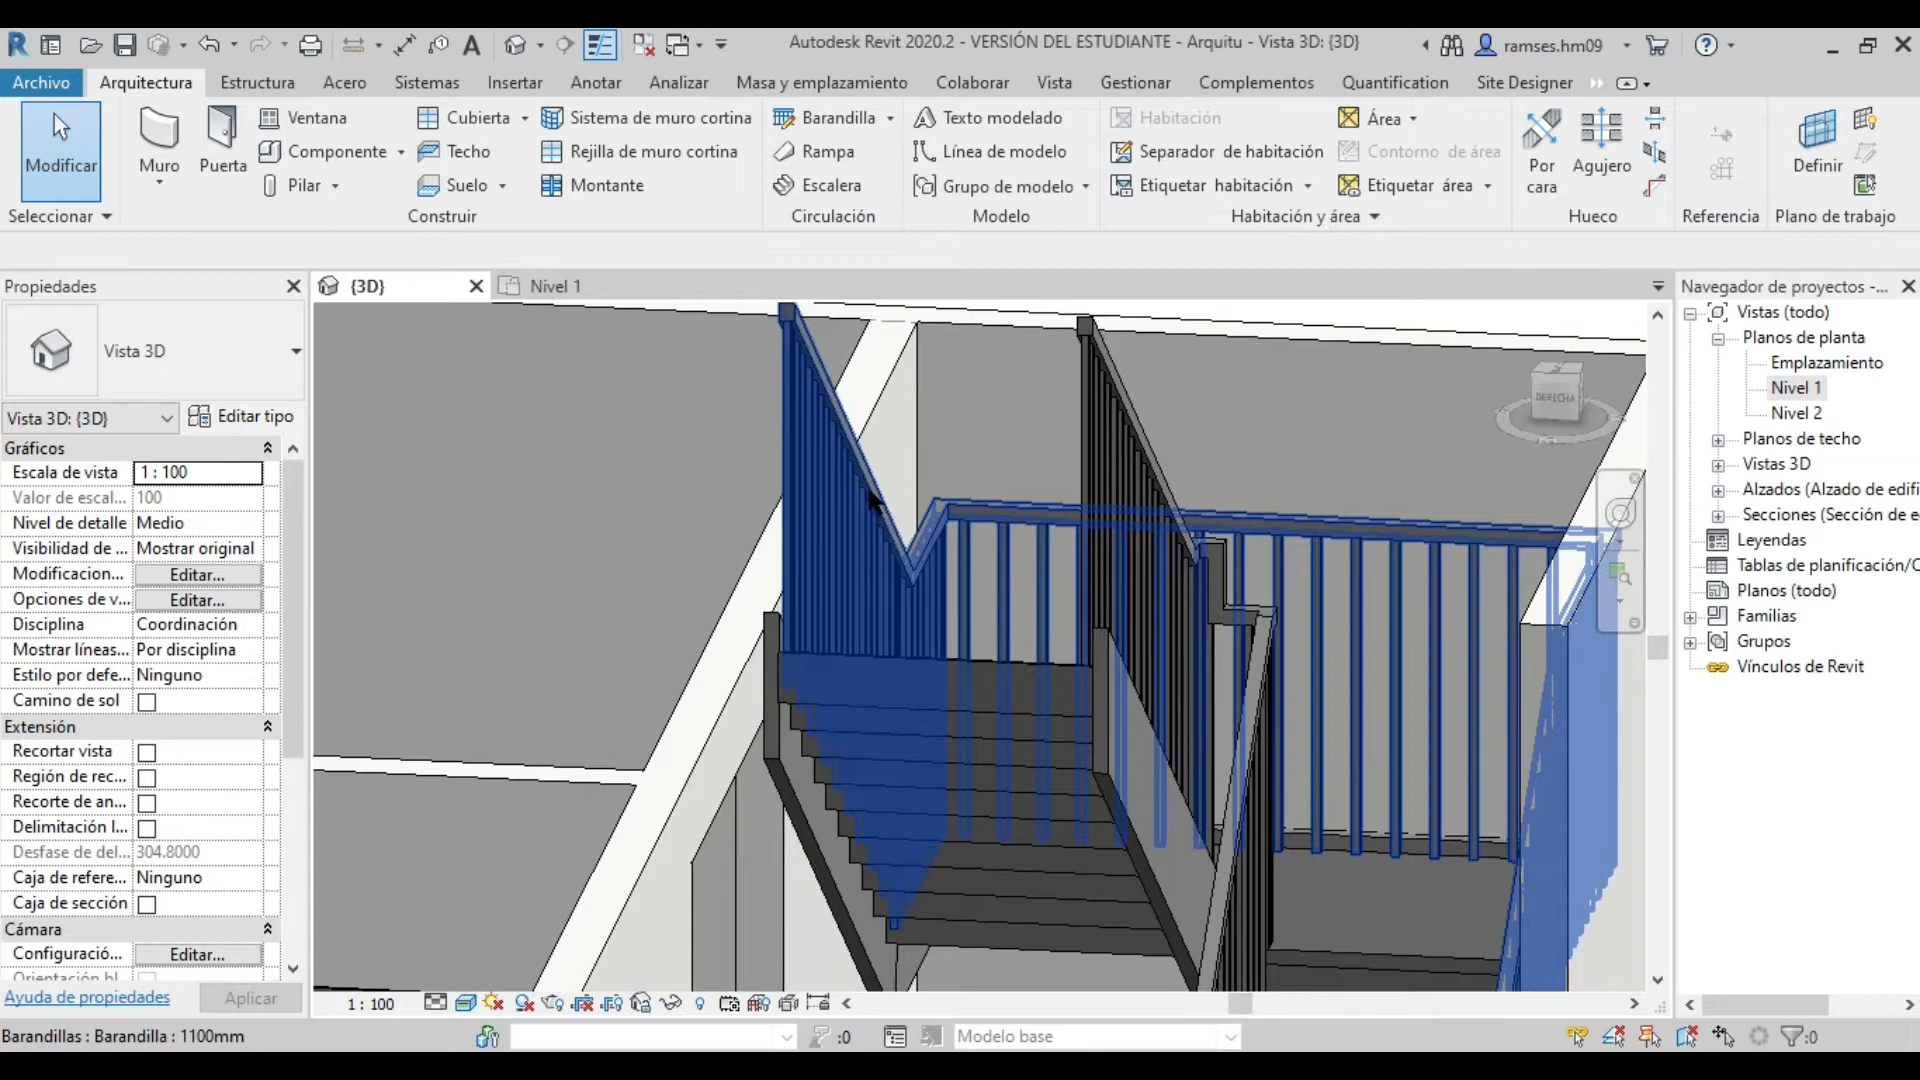 Autodesk Revit 2020.2 - VERSIÓN DEL ESTUDIANTE - Arquitu - Vista 3D: {3D}
ramses.hm09
Archivo Arquitectura Estructura Acero Sistemas Insertar Anotar Analizar Masa y emplazamiento Colaborar Vista Gestionar Complementos Quantification Site Designer
Modificar
Seleccionar
Muro
Puerta
Ventana
Componente
Pilar
Cubierta
Techo
Suelo
Sistema de muro cortina
Rejilla de muro cortina
Montante
Construir
Barandilla
Rampa
Escalera
Circulación
Texto modelado
Línea de modelo
Grupo de modelo
Modelo
Habitación
Separador de habitación
Etiquetar habitación
Área
Contorno de área
Etiquetar área
Habitación y área
Por cara
Agujero
Hueco
Referencia
Definir
Plano de trabajo
Propiedades
Vista 3D
Vista 3D: {3D}
Editar tipo
Gráficos
Escala de vista 1 : 100
Valor de escal... 100
Nivel de detalle Medio
Visibilidad de ... Mostrar original
Modificacion... Editar...
Opciones de v... Editar...
Disciplina Coordinación
Mostrar líneas... Por disciplina
Estilo por defe... Ninguno
Camino de sol
Extensión
Recortar vista
Región de rec...
Recorte de an...
Delimitación l...
Desfase de del... 304.8000
Caja de refere... Ninguno
Caja de sección
Cámara
Configuració... Editar...
Ayuda de propiedades
Aplicar
{3D}
Nivel 1
DERECHA
1 : 100
Navegador de proyectos -...
Vistas (todo)
Planos de planta
Emplazamiento
Nivel 1
Nivel 2
Planos de techo
Vistas 3D
Alzados (Alzado de edifi
Secciones (Sección de e
Leyendas
Tablas de planificación/C
Planos (todo)
Familias
Grupos
Vínculos de Revit
Barandillas : Barandilla : 1100mm
:0
Modelo base
:0